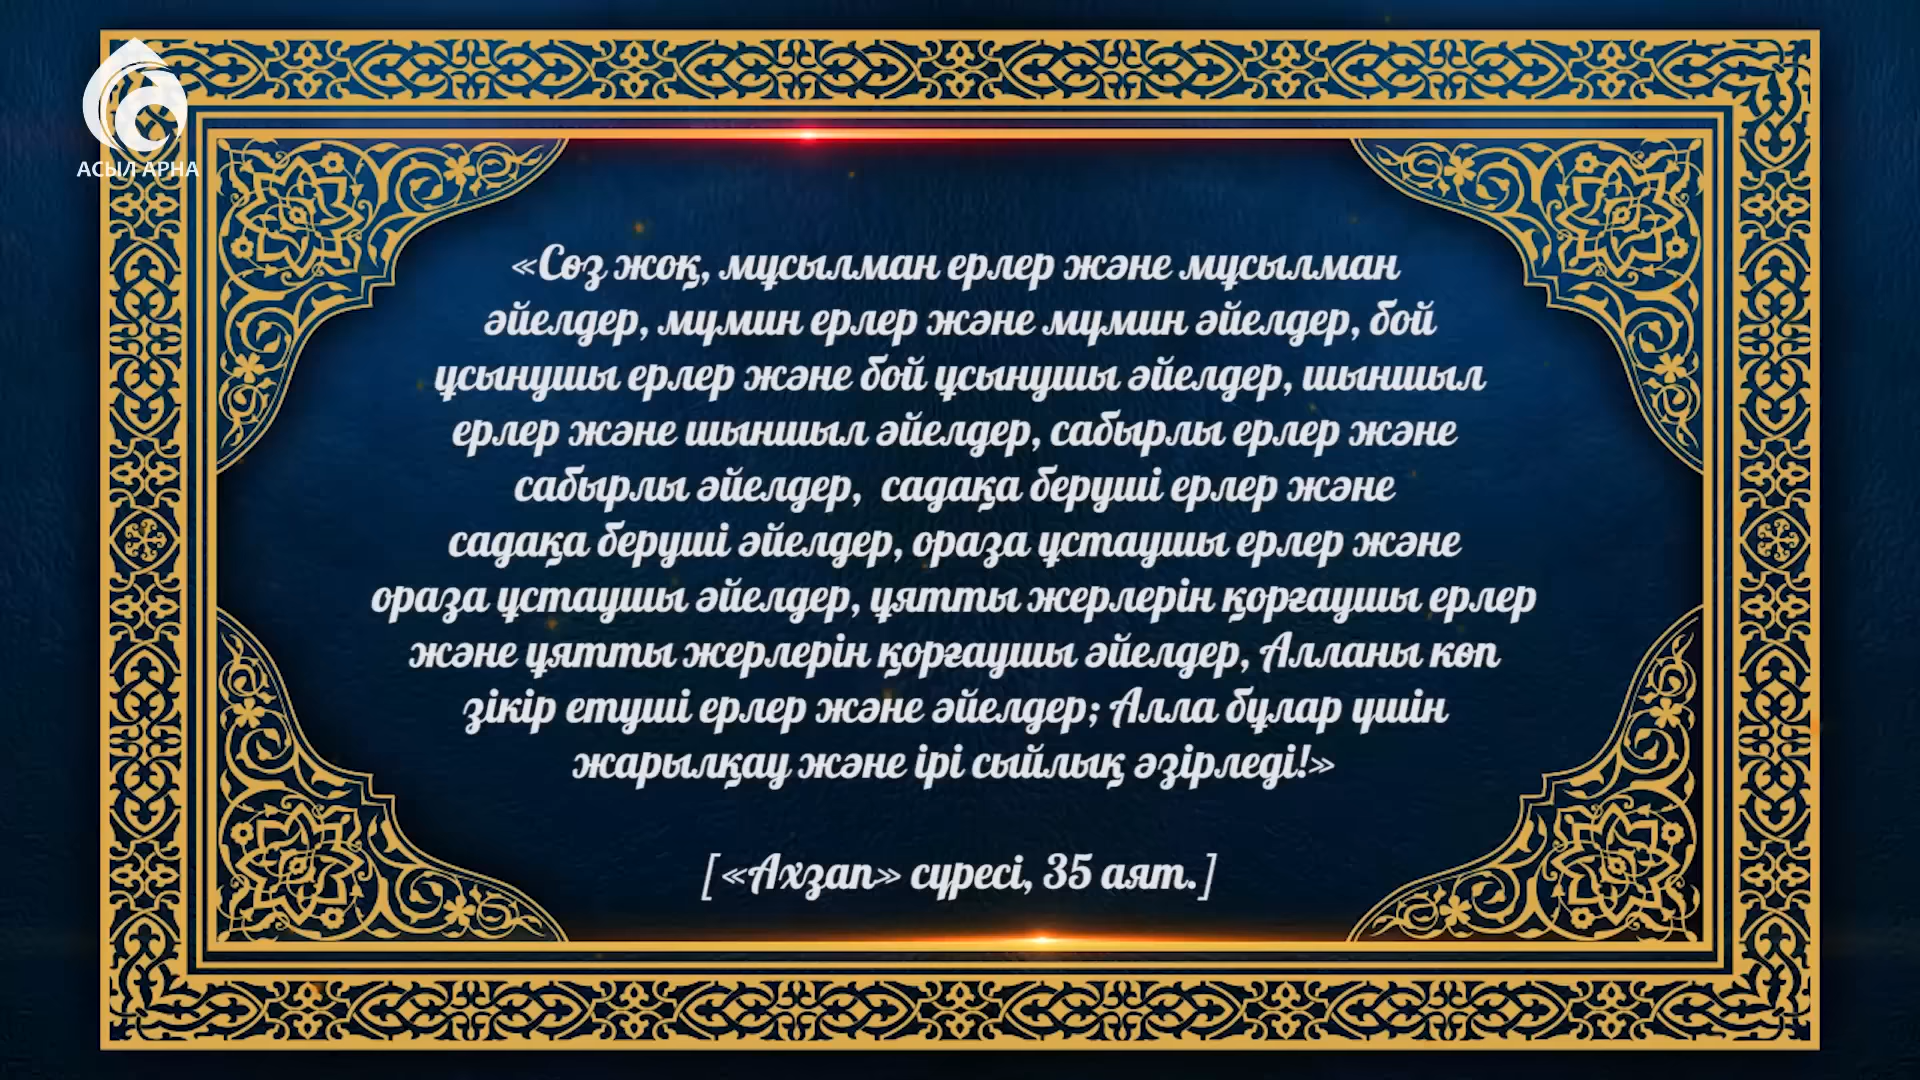 АСЫЛ АРНА
«Сөз жоқ, мұсылман ерлер және мұсылман
әйелдер, мүмин ерлер және мүмин әйелдер, бой
ұсынушы ерлер және бой ұсынушы әйелдер, шыншыл
ерлер және шыншыл әйелдер, сабырлы ерлер және
сабырлы әйелдер, садақа беруші ерлер және
садақа беруші әйелдер, ораза ұстаушы ерлер және
ораза ұстаушы әйелдер, ұятты жерлерін қорғаушы ерлер
және ұятты жерлерін қорғаушы әйелдер, Алланы көп
зікір етуші ерлер және әйелдер; Алла бұлар үшін
жарылқау және ірі сыйлық әзірледі!»
[«Ахзап» сүресі, 35 аят.]